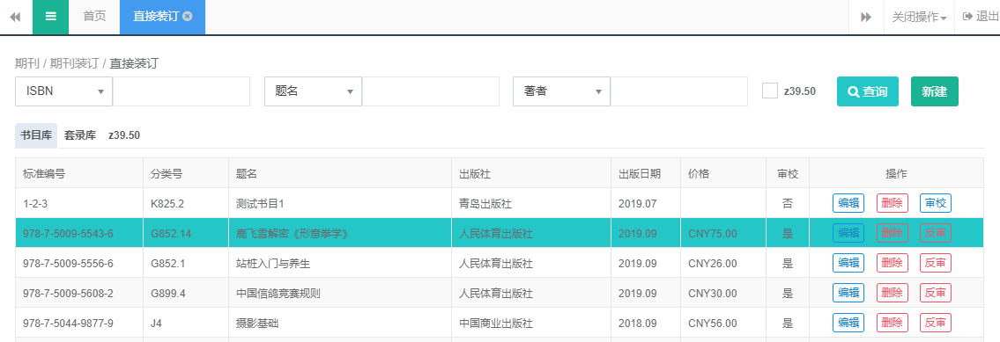 首页 直接装订 关闭操作 退出
期刊 / 期刊装订 / 直接装订
ISBN 题名 著者 z39.50 查询 新建
书目库 套录库 z39.50
标准编号 分类号 题名 出版社 出版日期 价格 审校 操作
1-2-3 K825.2 测试书目1 青岛出版社 2019.07 否 编辑 删除 审校
978-7-5009-5543-6 G852.14 鹿飞雪解密《形意拳学》 人民体育出版社 2019.09 CNY75.00 是 编辑 删除 反审
978-7-5009-5556-6 G852.1 站桩入门与养生 人民体育出版社 2019.09 CNY26.00 是 编辑 删除 反审
978-7-5009-5608-2 G899.4 中国信鸽竞赛规则 人民体育出版社 2019.09 CNY30.00 是 编辑 删除 反审
978-7-5044-9877-9 J4 摄影基础 中国商业出版社 2018.09 CNY56.00 是 编辑 删除 反审